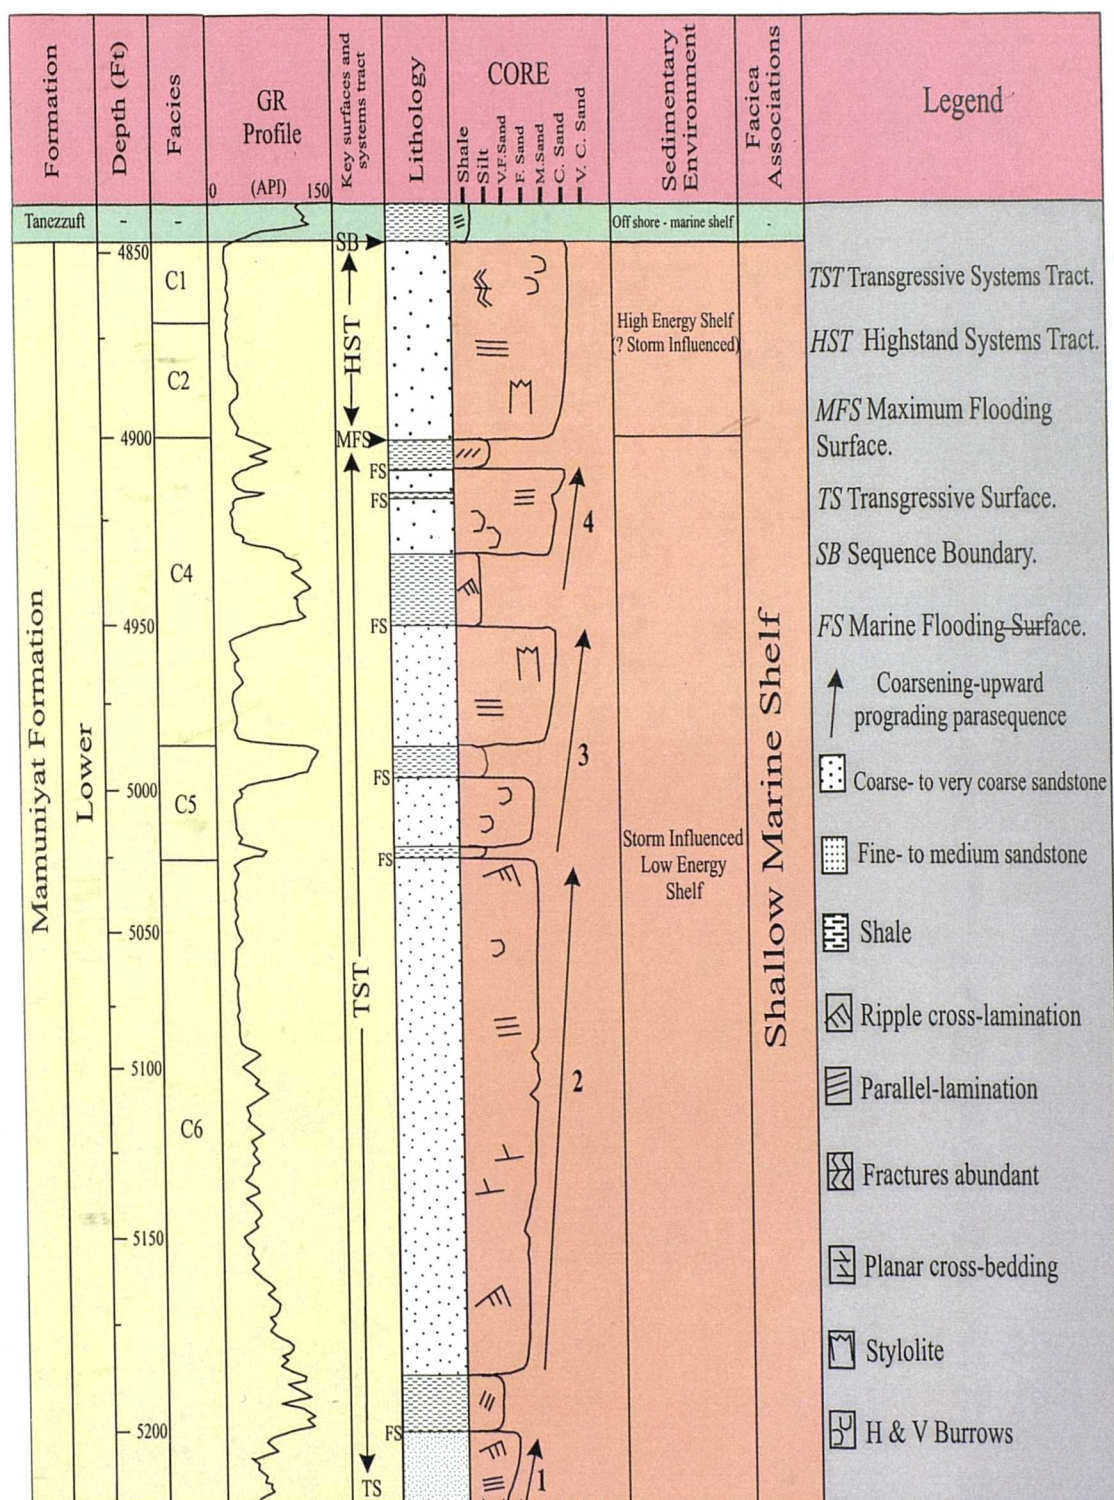 Formation
Depth (Ft)
Facies
GR
Profile
0 (API) 150
Key surfaces and
systems tract
Lithology
CORE
Shale
Silt
V.F.Sand
F. Sand
M.Sand
C. Sand
V. C. Sand
Sedimentary
Environment
Faciea
Associations
Legend
Tanezzuft
-
-
Off shore - marine shelf
-
Mamuniyat Formation
Lower
4850
4900
4950
5000
5050
5100
5150
5200
C1
C2
C4
C5
C6
SB
HST
MFS
FS
FS
FS
FS
FS
TST
FS
TS
4
3
2
1
High Energy Shelf
(? Storm Influenced)
Storm Influenced
Low Energy
Shelf
Shallow Marine Shelf
TST Transgressive Systems Tract.
HST Highstand Systems Tract.
MFS Maximum Flooding
Surface.
TS Transgressive Surface.
SB Sequence Boundary.
FS Marine Flooding Surface.
Coarsening-upward
prograding parasequence
Coarse- to very coarse sandstone
Fine- to medium sandstone
Shale
Ripple cross-lamination
Parallel-lamination
Fractures abundant
Planar cross-bedding
Stylolite
H & V Burrows